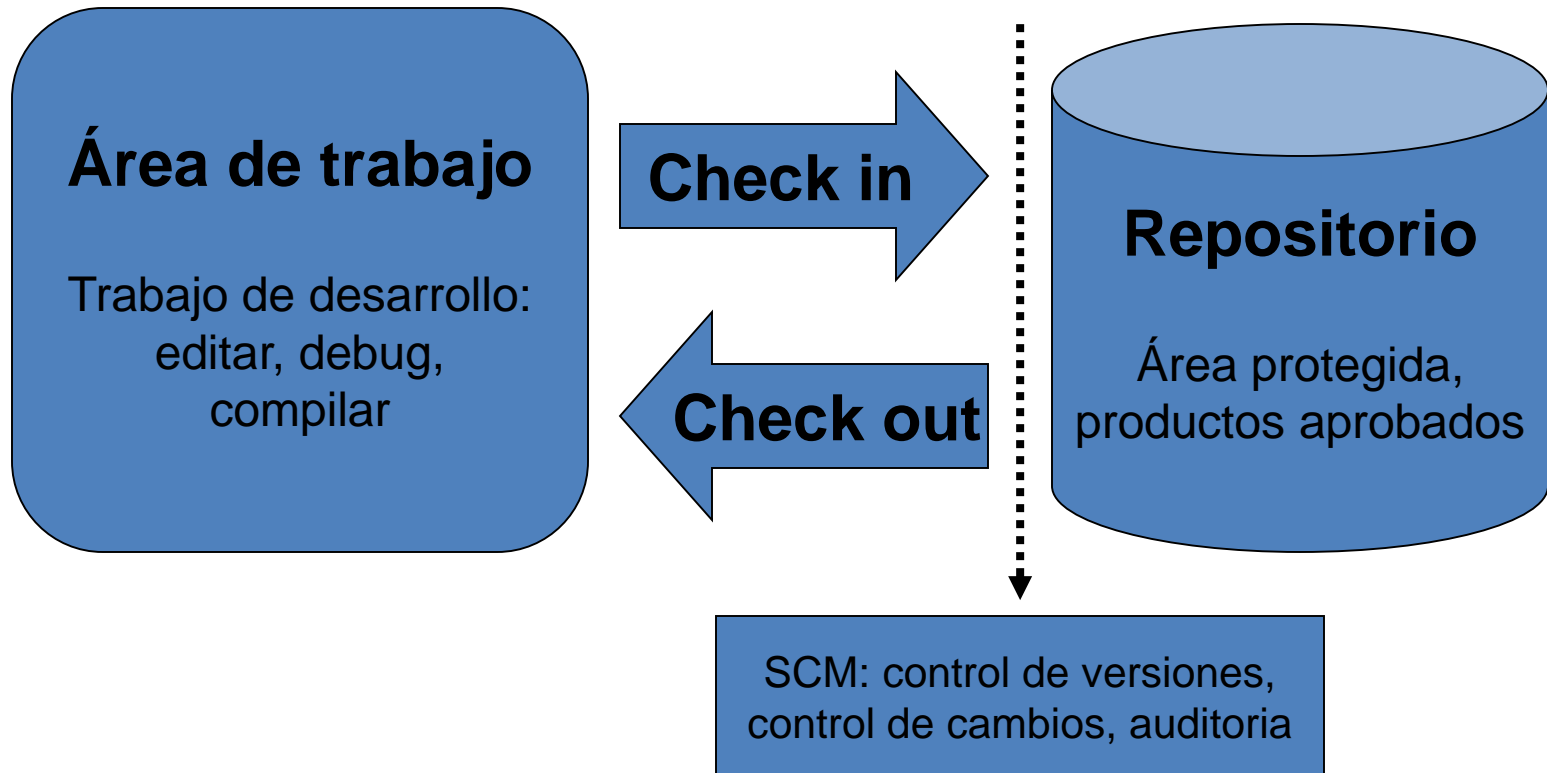 Área de trabajo
Trabajo de desarrollo:
editar, debug,
compilar
Check in
Check out
Repositorio
Área protegida,
productos aprobados
SCM: control de versiones,
control de cambios, auditoria